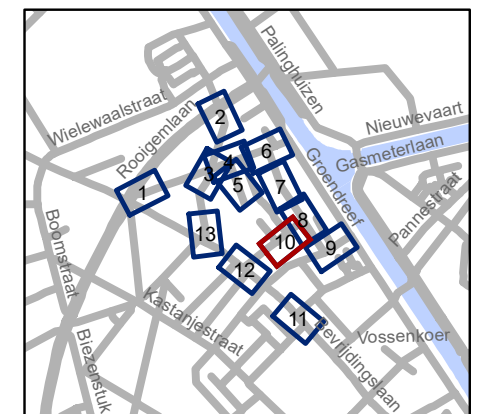 Palinghuizen
Wielewaalstraat
Rooigemlaan
Nieuwevaart
Gasmeterlaan
Groendreef
Pannestraat
Boomstraat
Kastanjestraat
Biezenstuk
Bevrijdingslaan
Vossenkoer
1
2
3
4
5
6
7
8
9
10
11
12
13